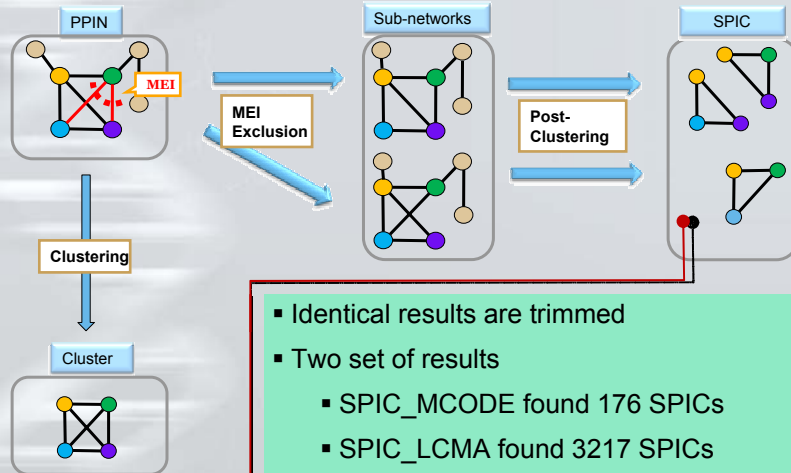 PPIN
Sub-networks
SPIC
MEI
MEI
Exclusion
Post-
Clustering
Clustering
Cluster
▪ Identical results are trimmed
▪ Two set of results
▪ SPIC_MCODE found 176 SPICs
▪ SPIC_LCMA found 3217 SPICs